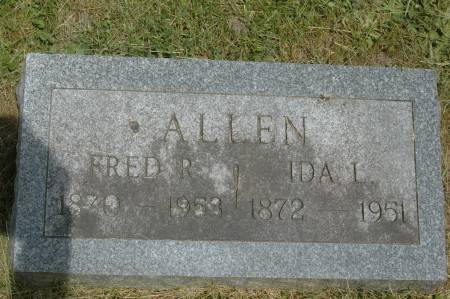 ALLEN
FRED R. IDA L.
1870 — 1953 1872 — 1951